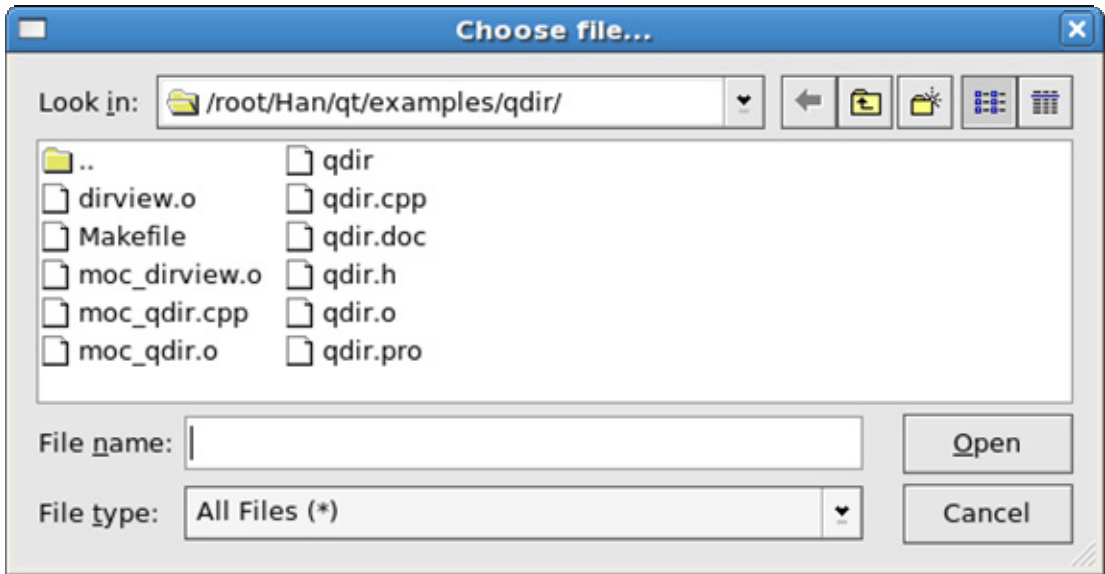 Choose file...
Look in: /root/Han/qt/examples/qdir/
..
dirview.o
Makefile
moc_dirview.o
moc_qdir.cpp
moc_qdir.o
qdir
qdir.cpp
qdir.doc
qdir.h
qdir.o
qdir.pro
File name:
Open
File type: All Files (*)
Cancel